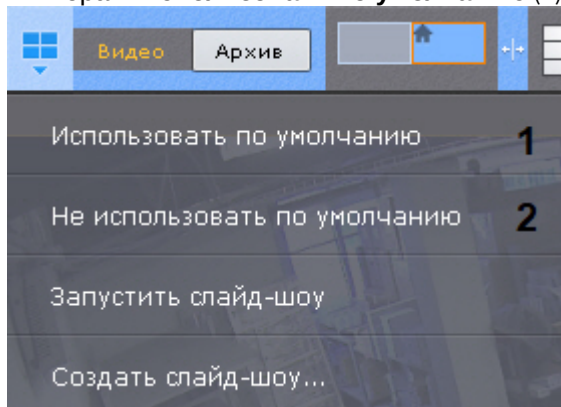 Видео Архив
Использовать по умолчанию 1
Не использовать по умолчанию 2
Запустить слайд-шоу
Создать слайд-шоу...